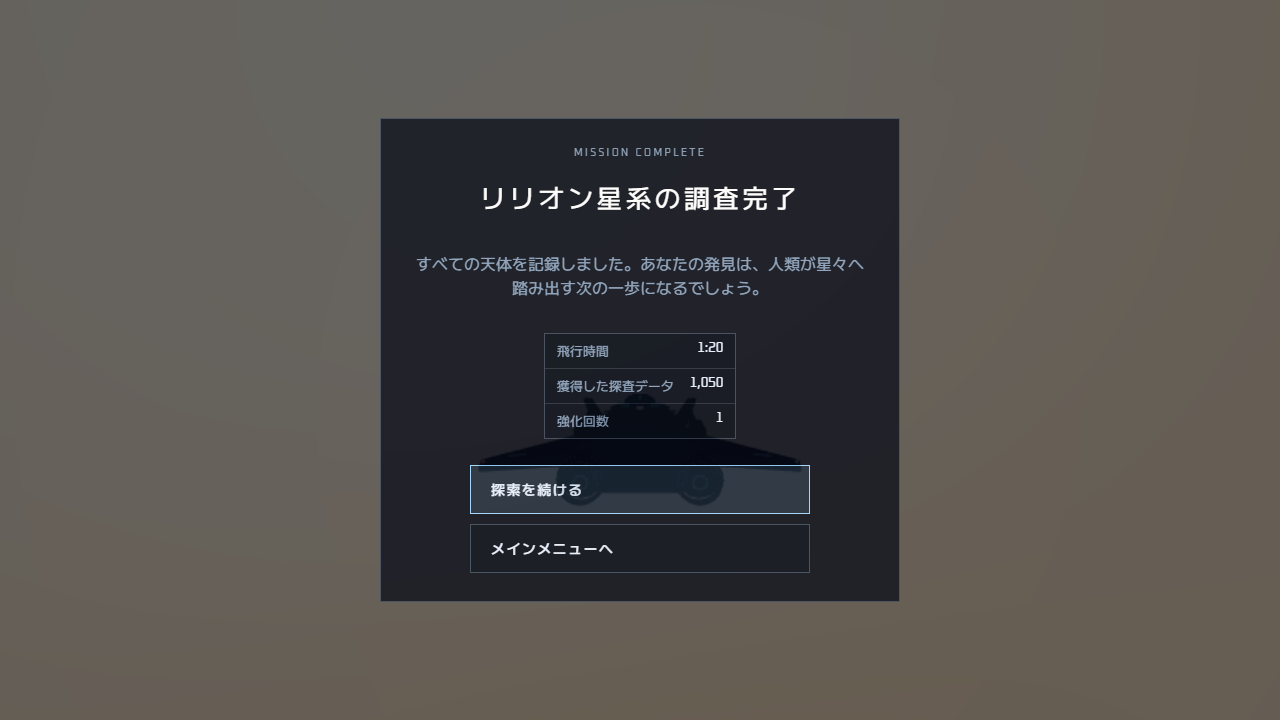 MISSION COMPLETE
リリオン星系の調査完了
すべての天体を記録しました。あなたの発見は、人類が星々へ
踏み出す次の一歩になるでしょう。
飛行時間 1:20
獲得した探査データ 1,050
強化回数 1
探索を続ける
メインメニューへ